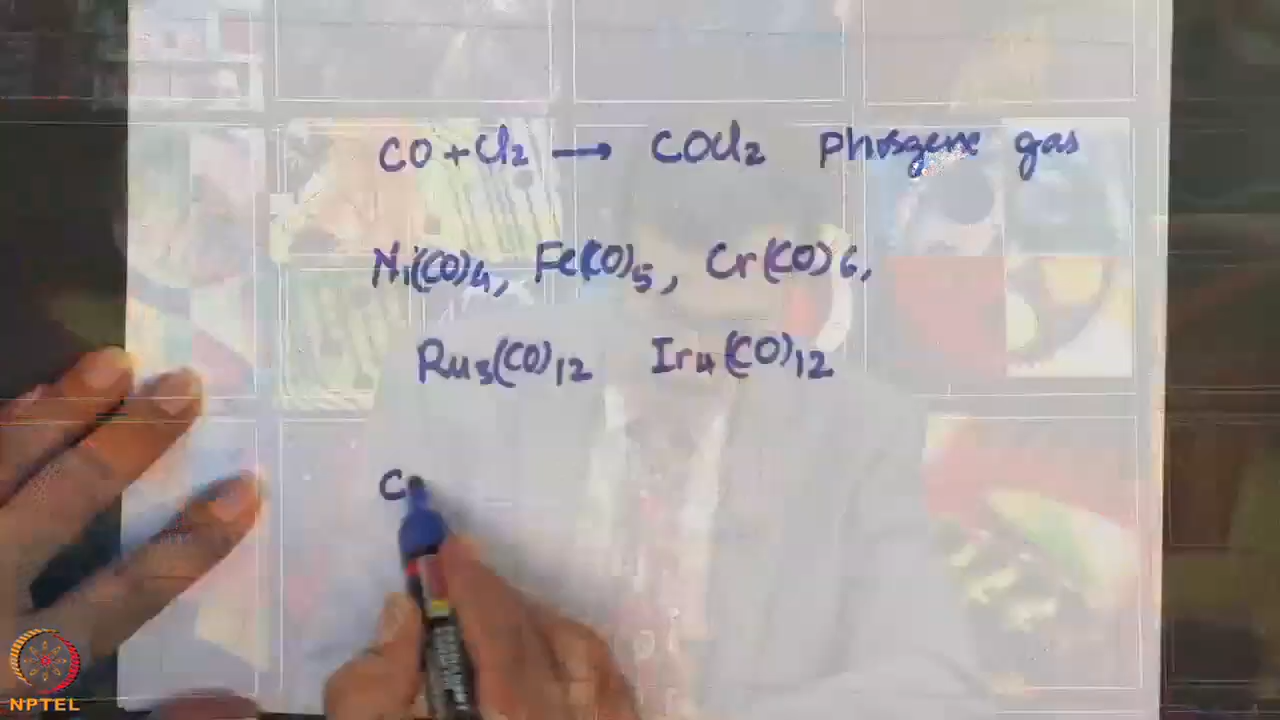 CO + Cl2 → COCl2 phosgene gas
Ni(CO)4, Fe(CO)5, Cr(CO)6,
Ru3(CO)12 Ir4(CO)12
C
NPTEL